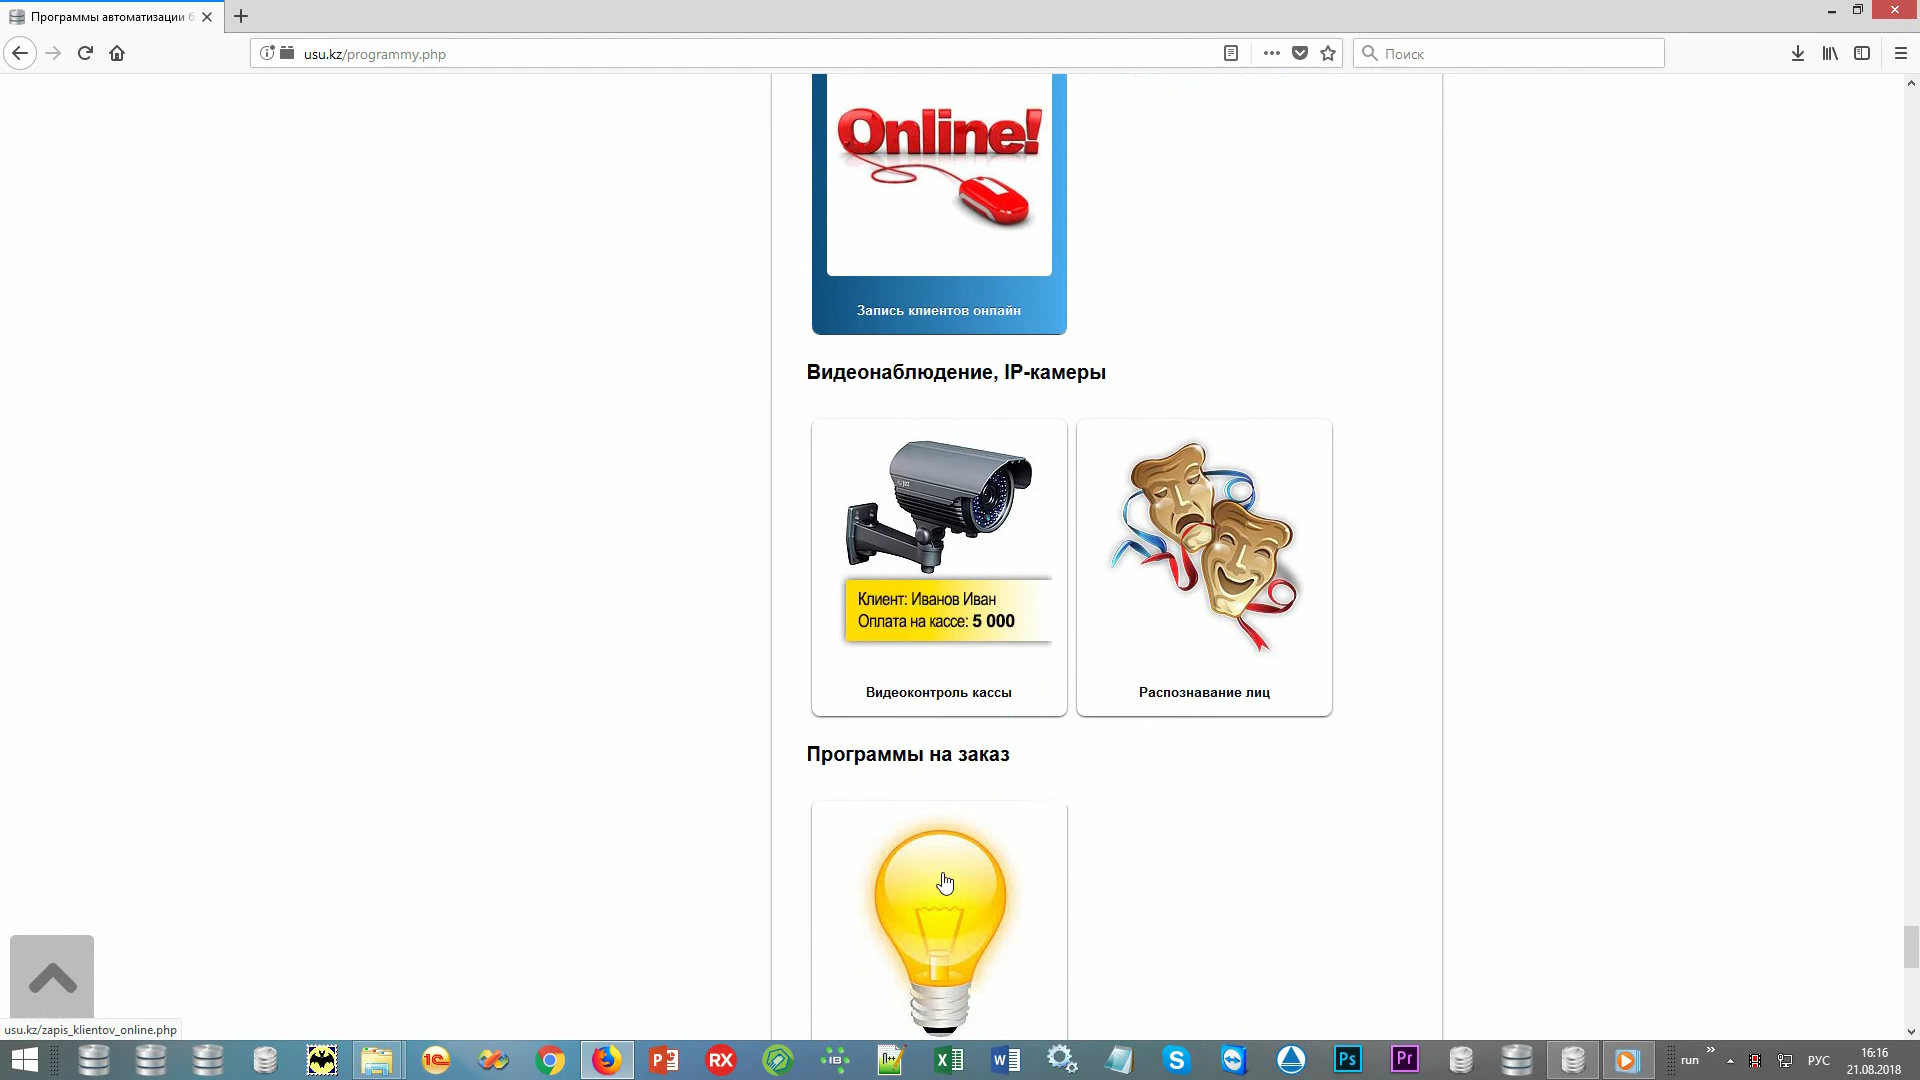 Программы автоматизации б
usu.kz/programmy.php
Поиск
Online!
Запись клиентов онлайн
Видеонаблюдение, IP-камеры
Клиент: Иванов Иван
Оплата на кассе: 5 000
Видеоконтроль кассы
Распознавание лиц
Программы на заказ
usu.kz/zapis_klientov_online.php
run
РУС
16:16
21.08.2018